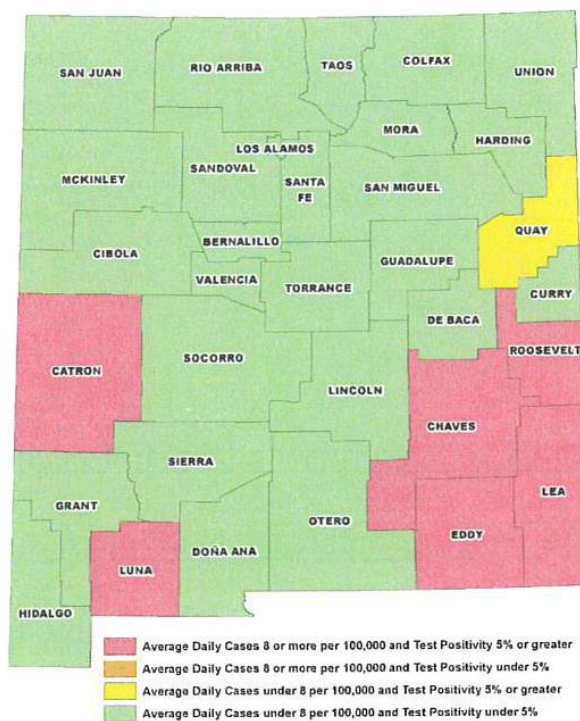 SAN JUAN
RIO ARRIBA
TAOS
COLFAX
UNION
MORA
HARDING
LOS ALAMOS
SANDOVAL
SANTA
FE
SAN MIGUEL
MCKINLEY
QUAY
BERNALILLO
CIBOLA
GUADALUPE
VALENCIA
TORRANCE
CURRY
DE BACA
ROOSEVELT
CATRON
SOCORRO
LINCOLN
CHAVES
SIERRA
LEA
GRANT
OTERO
EDDY
DOÑA ANA
LUNA
HIDALGO
Average Daily Cases 8 or more per 100,000 and Test Positivity 5% or greater
Average Daily Cases 8 or more per 100,000 and Test Positivity under 5%
Average Daily Cases under 8 per 100,000 and Test Positivity 5% or greater
Average Daily Cases under 8 per 100,000 and Test Positivity under 5%